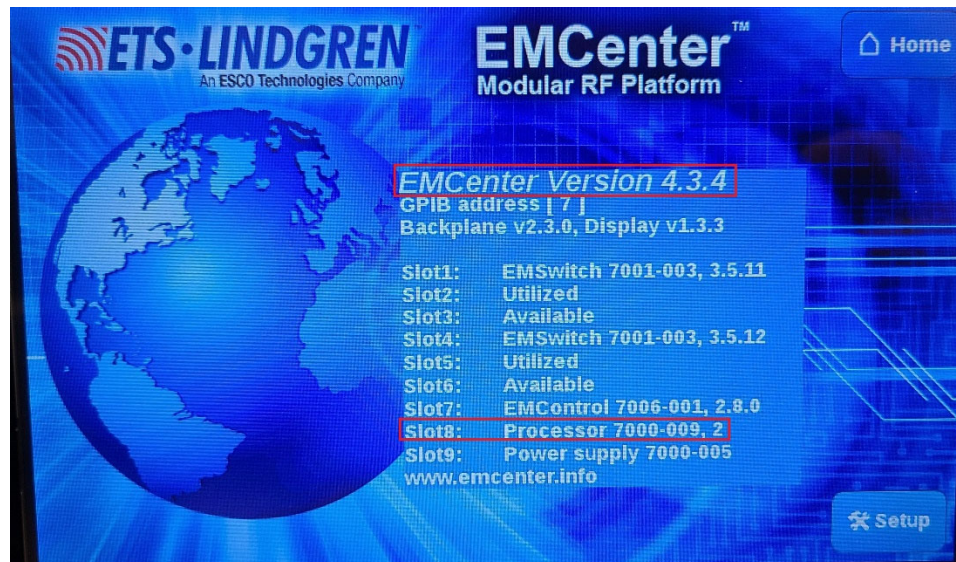 ETS·LINDGREN
An ESCO Technologies Company
EMCenter™
Modular RF Platform
Home
EMCenter Version 4.3.4
GPIB address [ 7 ]
Backplane v2.3.0, Display v1.3.3
Slot1: EMSwitch 7001-003, 3.5.11
Slot2: Utilized
Slot3: Available
Slot4: EMSwitch 7001-003, 3.5.12
Slot5: Utilized
Slot6: Available
Slot7: EMControl 7006-001, 2.8.0
Slot8: Processor 7000-009, 2
Slot9: Power supply 7000-005
www.emcenter.info
Setup